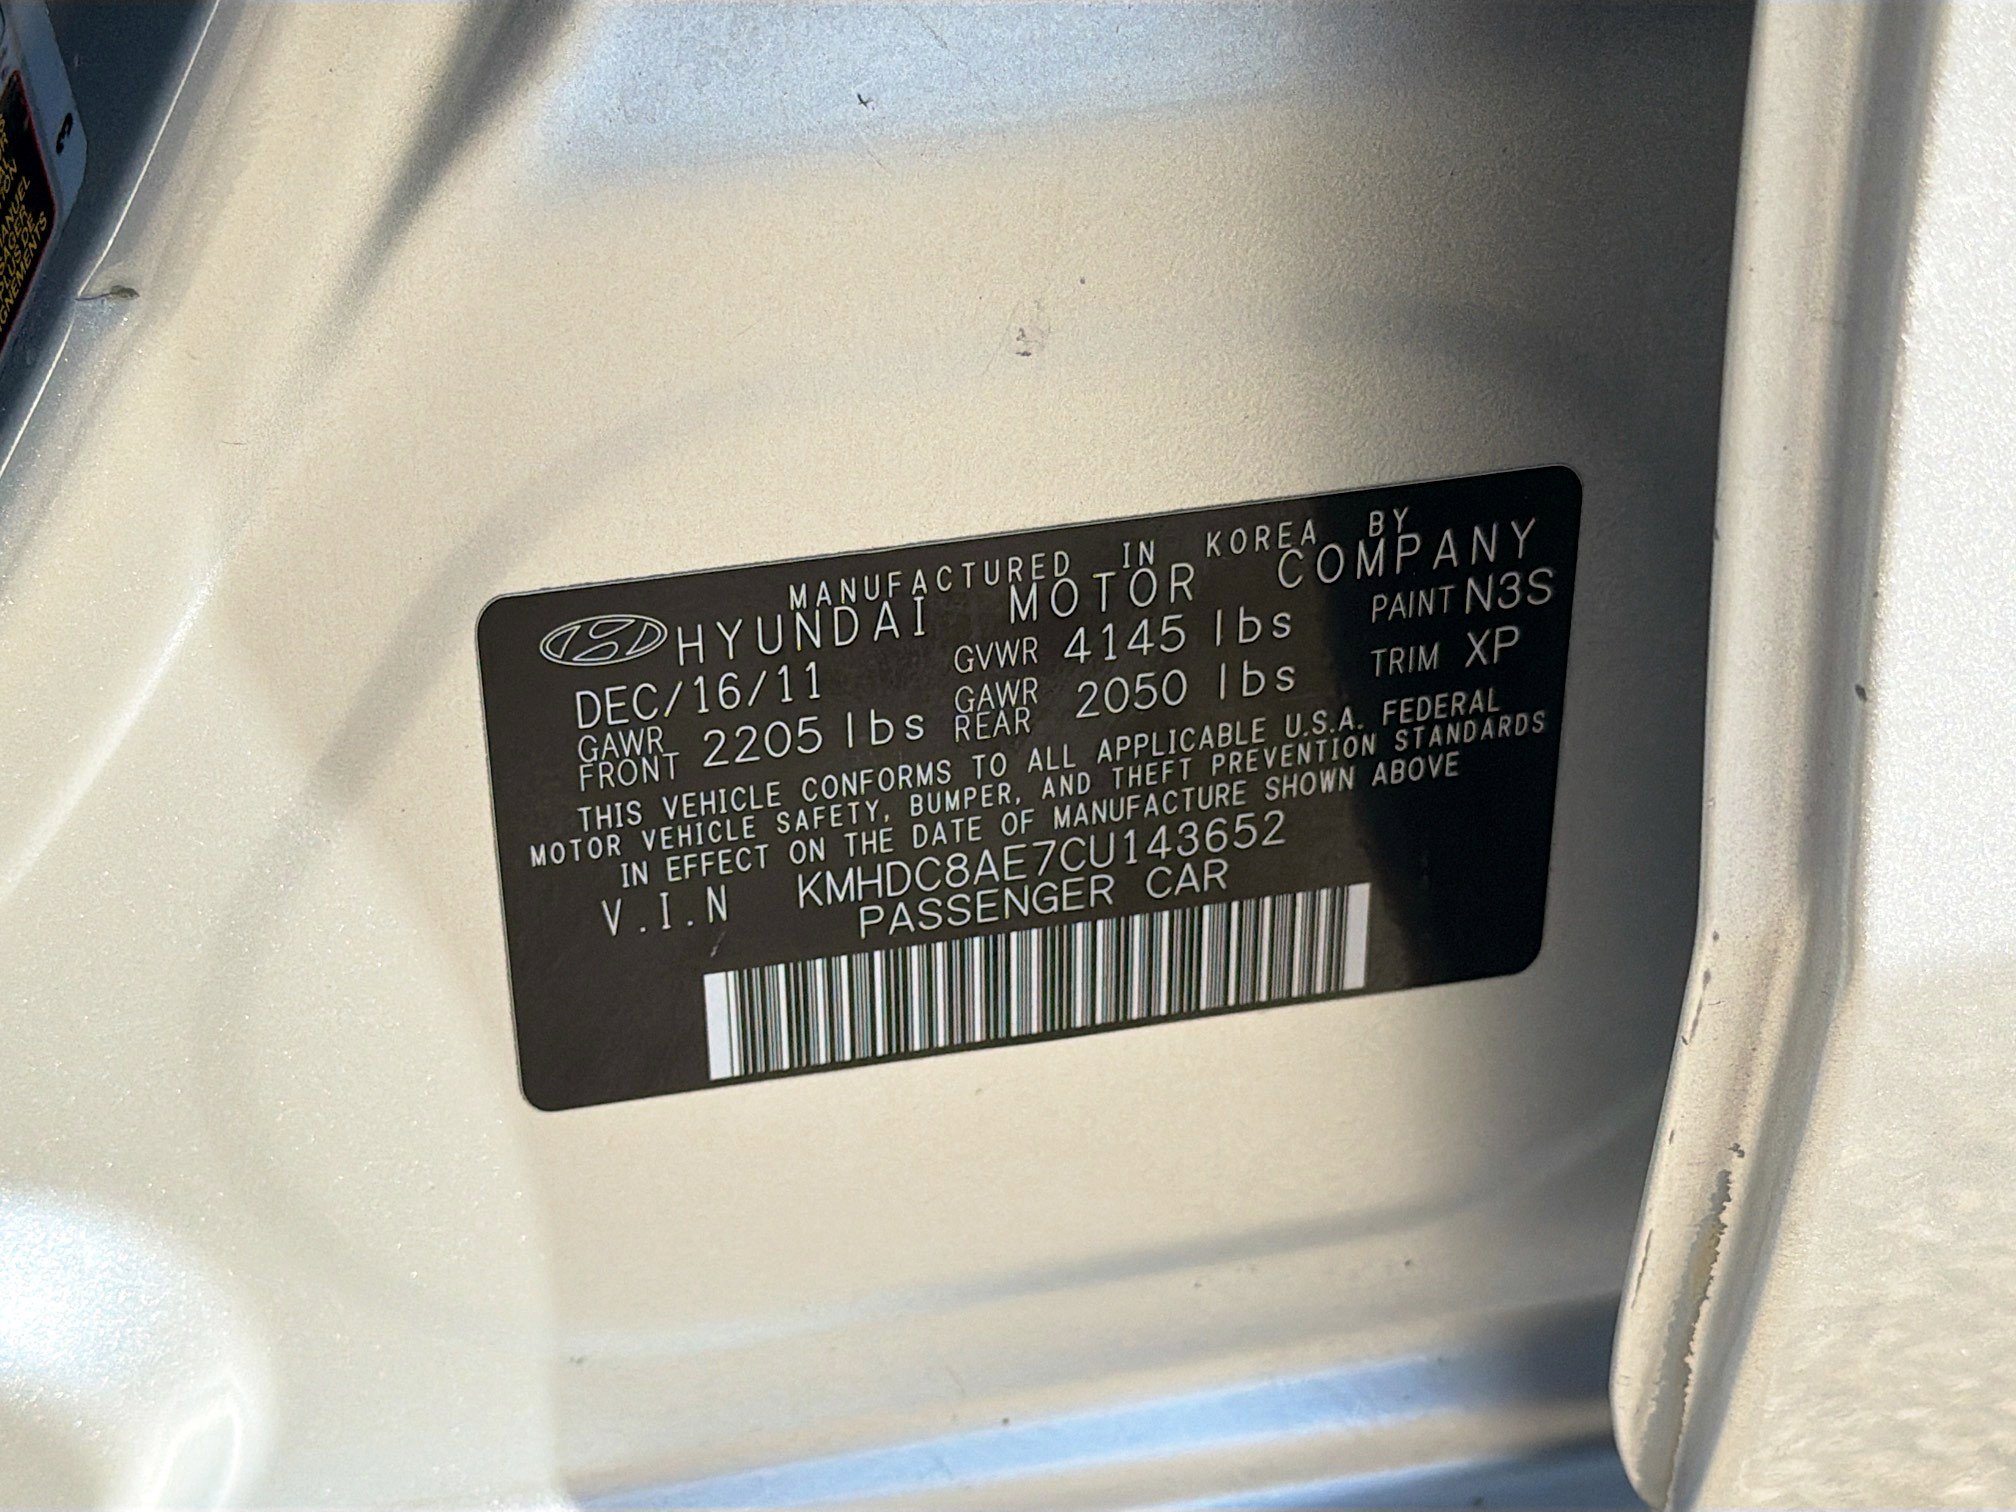 MANUFACTURED IN KOREA BY
HYUNDAI MOTOR COMPANY
DEC/16/11 GVWR 4145 lbs PAINT N3S
GAWR FRONT 2205 lbs GAWR REAR 2050 lbs TRIM XP
THIS VEHICLE CONFORMS TO ALL APPLICABLE U.S.A. FEDERAL
MOTOR VEHICLE SAFETY, BUMPER, AND THEFT PREVENTION STANDARDS
IN EFFECT ON THE DATE OF MANUFACTURE SHOWN ABOVE
V.I.N KMHDC8AE7CU143652
PASSENGER CAR
PLUS DE